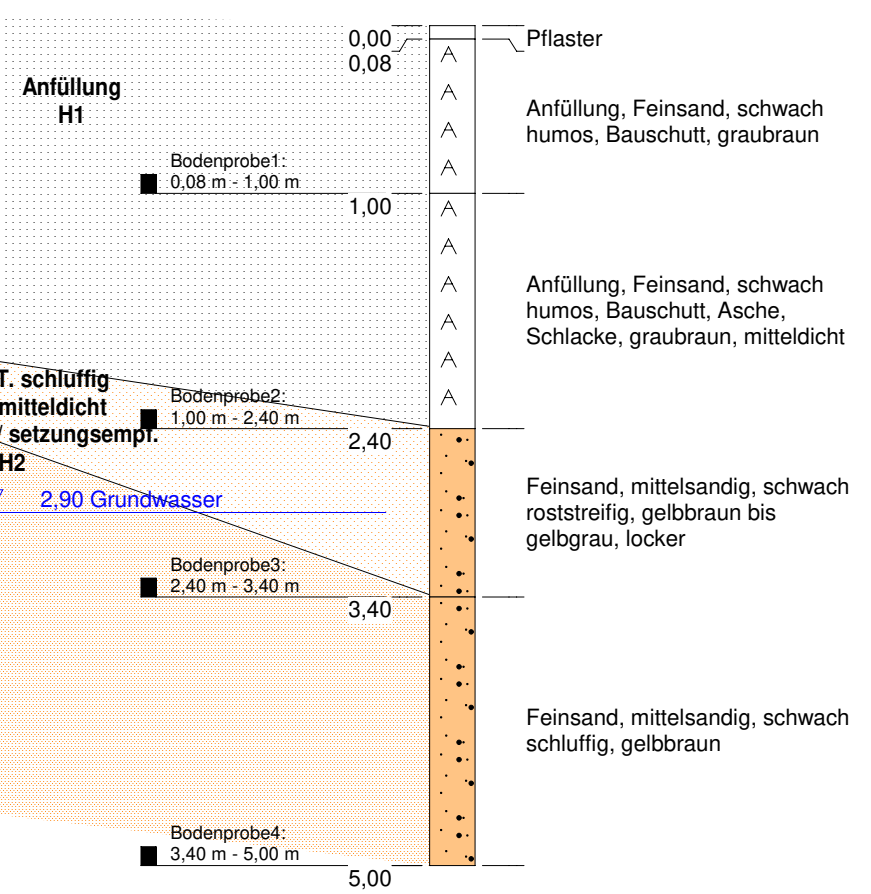 0,00
Pflaster
0,08
Anfüllung
H1
Anfüllung, Feinsand, schwach
humos, Bauschutt, graubraun
Bodenprobe1:
0,08 m - 1,00 m
1,00
Anfüllung, Feinsand, schwach
humos, Bauschutt, Asche,
Schlacke, graubraun, mitteldicht
T. schluffig
mitteldicht
/ setzungsempf.
H2
Bodenprobe2:
1,00 m - 2,40 m
2,40
2,90 Grundwasser
Feinsand, mittelsandig, schwach
roststreifig, gelbbraun bis
gelbgrau, locker
Bodenprobe3:
2,40 m - 3,40 m
3,40
Feinsand, mittelsandig, schwach
schluffig, gelbbraun
Bodenprobe4:
3,40 m - 5,00 m
5,00
A
A
A
A
A
A
A
A
A
A